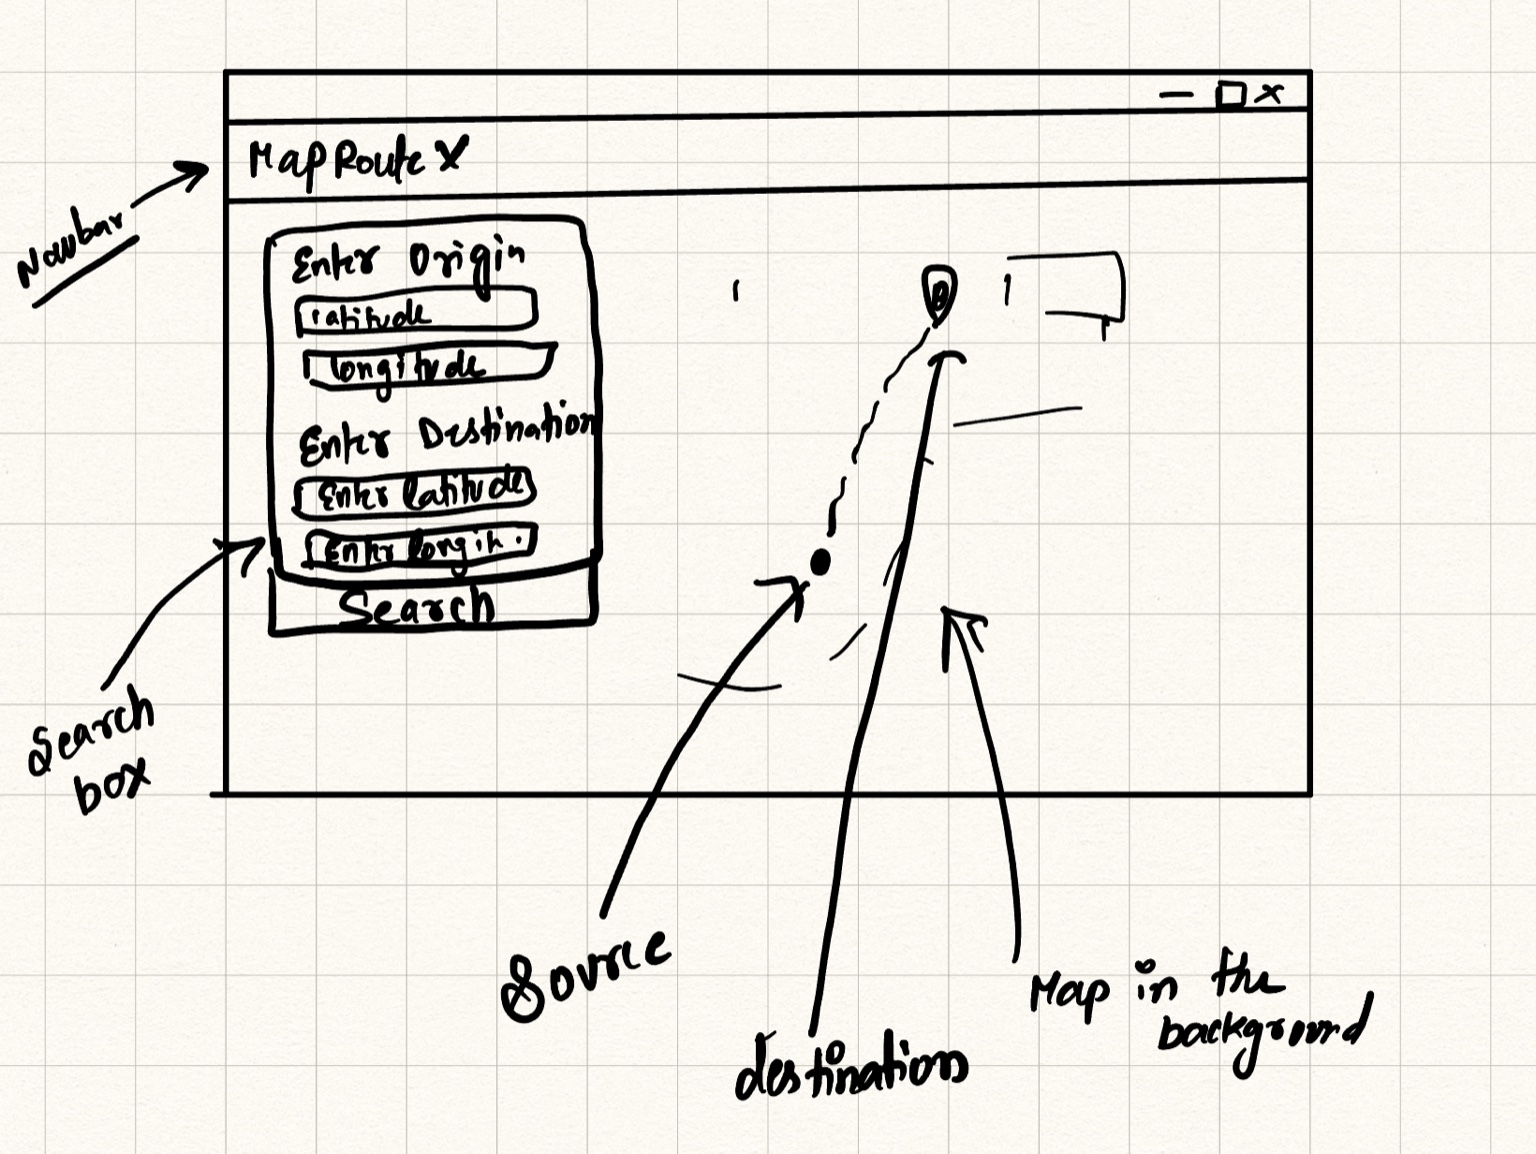 MapRoute X
Navbar
Enter Origin
latitude
longitude
Enter Destination
Enter latitude
Enter longit.
Search
Search
box
Source
destination
Map in the
background